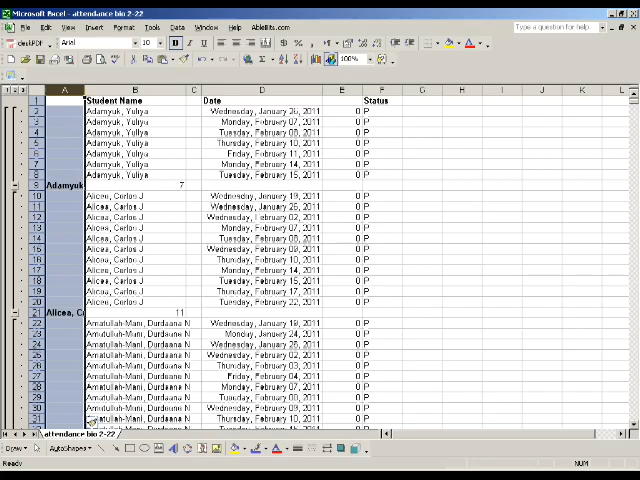 Microsoft Excel - attendance bio 2-22
File Edit View Insert Format Tools Data Window Help AbleBits.com Type a question for help
deskPDF Arial 10 B I U $ % ,
Σ 100%
1 2 3 A B C D E F G H I J K L
1 Student Name Date Status
2 Adamyuk, Yuliya Wednesday, January 26, 2011 0 P
3 Adamyuk, Yuliya Monday, February 07, 2011 0 P
4 Adamyuk, Yuliya Tuesday, February 08, 2011 0 P
5 Adamyuk, Yuliya Thursday, February 10, 2011 0 P
6 Adamyuk, Yuliya Friday, February 11, 2011 0 P
7 Adamyuk, Yuliya Monday, February 14, 2011 0 P
8 Adamyuk, Yuliya Tuesday, February 15, 2011 0 P
9 Adamyuk 7
10 Alicea, Carlos J Wednesday, January 19, 2011 0 P
11 Alicea, Carlos J Wednesday, January 26, 2011 0 P
12 Alicea, Carlos J Wednesday, February 02, 2011 0 P
13 Alicea, Carlos J Monday, February 07, 2011 0 P
14 Alicea, Carlos J Tuesday, February 08, 2011 0 P
15 Alicea, Carlos J Wednesday, February 09, 2011 0 P
16 Alicea, Carlos J Thursday, February 10, 2011 0 P
17 Alicea, Carlos J Monday, February 14, 2011 0 P
18 Alicea, Carlos J Tuesday, February 15, 2011 0 P
19 Alicea, Carlos J Thursday, February 17, 2011 0 P
20 Alicea, Carlos J Tuesday, February 22, 2011 0 P
21 Alicea, Ca 11
22 Amatullah-Mani, Durdaana N Wednesday, January 19, 2011 0 P
23 Amatullah-Mani, Durdaana N Monday, January 24, 2011 0 P
24 Amatullah-Mani, Durdaana N Wednesday, January 26, 2011 0 P
25 Amatullah-Mani, Durdaana N Wednesday, February 02, 2011 0 P
26 Amatullah-Mani, Durdaana N Thursday, February 03, 2011 0 P
27 Amatullah-Mani, Durdaana N Friday, February 04, 2011 0 P
28 Amatullah-Mani, Durdaana N Monday, February 07, 2011 0 P
29 Amatullah-Mani, Durdaana N Tuesday, February 08, 2011 0 P
30 Amatullah-Mani, Durdaana N Wednesday, February 09, 2011 0 P
31 Amatullah-Mani, Durdaana N Thursday, February 10, 2011 0 P
attendance bio 2-22
Draw AutoShapes
Ready NUM